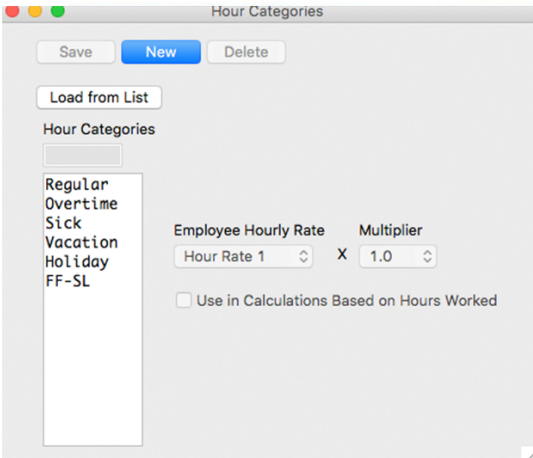 Hour Categories
Save New Delete
Load from List
Hour Categories
Regular
Overtime
Sick
Vacation
Holiday
FF-SL
Employee Hourly Rate Multiplier
Hour Rate 1 X 1.0
Use in Calculations Based on Hours Worked